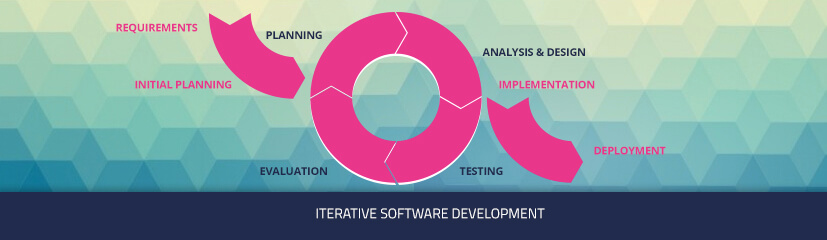 REQUIREMENTS
PLANNING
ANALYSIS & DESIGN
INITIAL PLANNING
IMPLEMENTATION
DEPLOYMENT
EVALUATION
TESTING
ITERATIVE SOFTWARE DEVELOPMENT